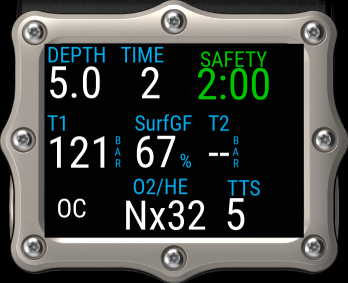 DEPTH TIME SAFETY
5.0 2 2:00
T1 SurfGF T2
121 BAR 67% -- BAR
O2/HE TTS
OC Nx32 5